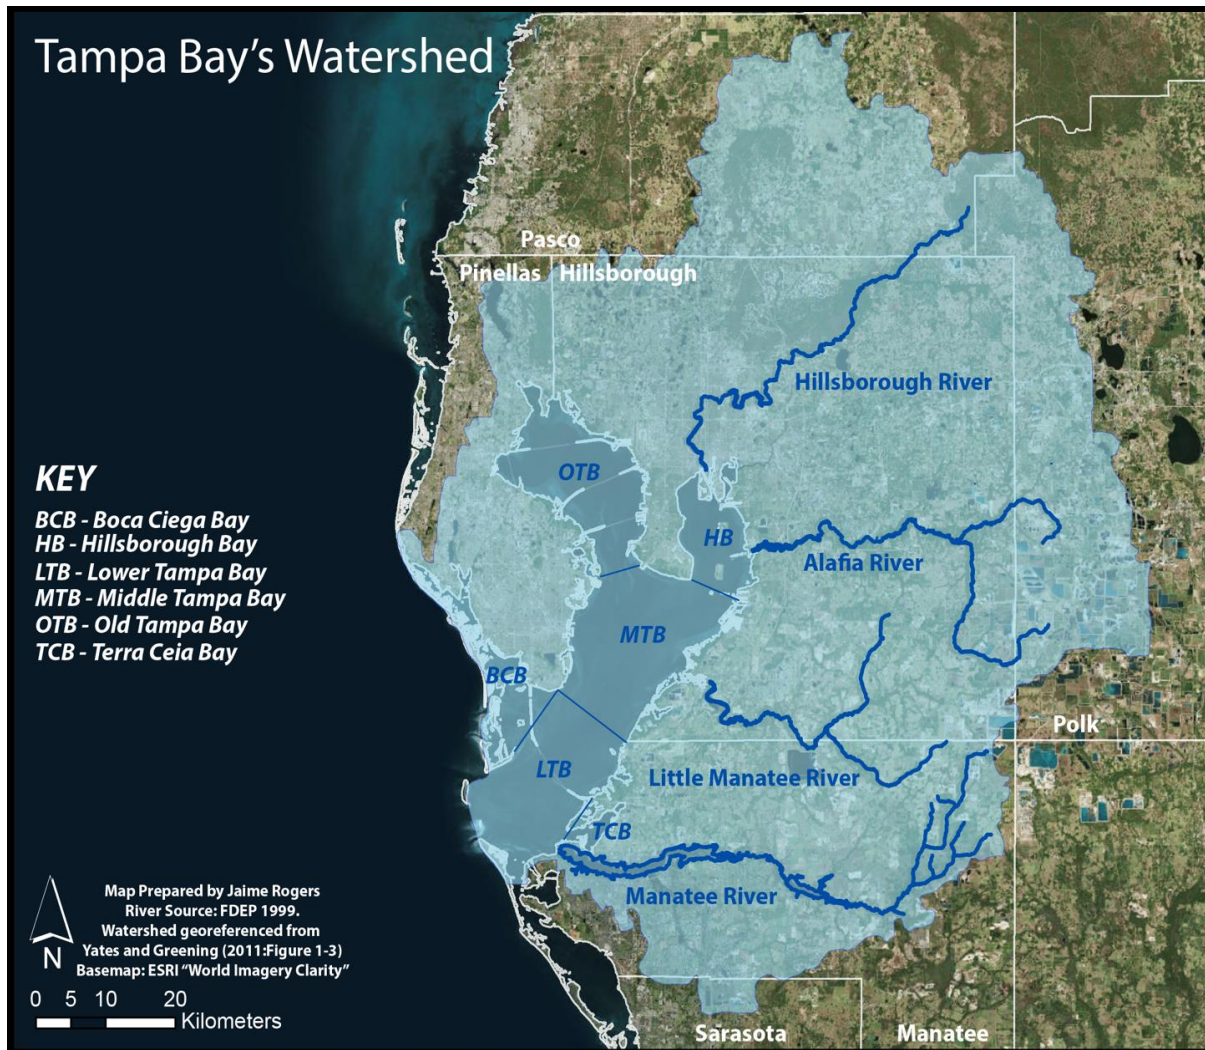 Tampa Bay's Watershed
Pasco
Pinellas
Hillsborough
Hillsborough River
OTB
KEY
BCB - Boca Ciega Bay
HB - Hillsborough Bay
LTB - Lower Tampa Bay
MTB - Middle Tampa Bay
OTB - Old Tampa Bay
TCB - Terra Ceia Bay
HB
Alafia River
MTB
BCB
Polk
LTB
Little Manatee River
TCB
Manatee River
Map Prepared by Jaime Rogers
River Source: FDEP 1999.
Watershed georeferenced from
Yates and Greening (2011:Figure 1-3)
Basemap: ESRI "World Imagery Clarity"
N
0 5 10 20
Kilometers
Sarasota
Manatee